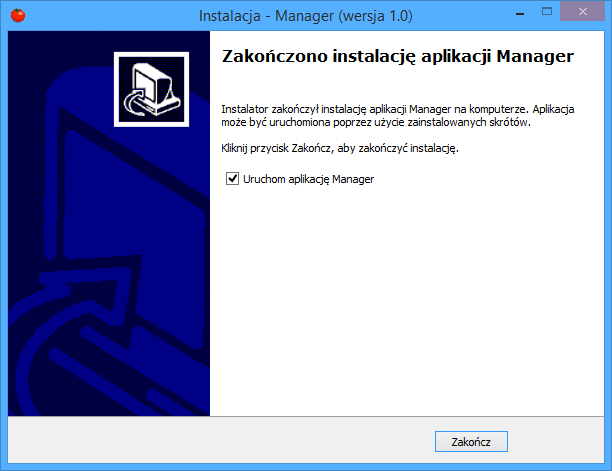 Instalacja - Manager (wersja 1.0)
Zakończono instalację aplikacji Manager
Instalator zakończył instalację aplikacji Manager na komputerze. Aplikacja
może być uruchomiona poprzez użycie zainstalowanych skrótów.
Kliknij przycisk Zakończ, aby zakończyć instalację.
Uruchom aplikację Manager
Zakończ